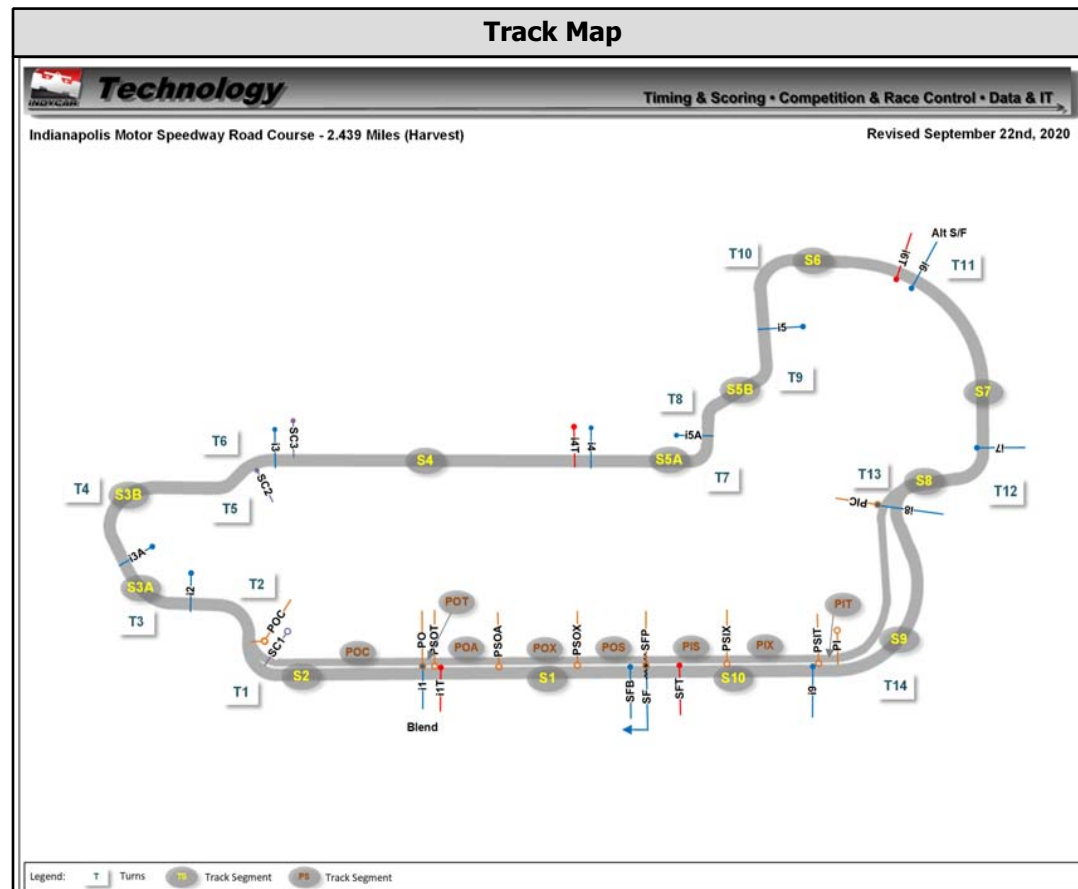 Track Map
INDYCAR
Technology
Timing & Scoring • Competition & Race Control • Data & IT
Indianapolis Motor Speedway Road Course - 2.439 Miles (Harvest)
Revised September 22nd, 2020
Alt S/F
i6T
i6
T10
S6
T11
i5
S7
T9
S5B
T8
i5A
T6
i3
SC3
S4
i4T
i4
S5A
T7
i7
T4
S3B
SC2
T5
T13
S8
T12
PIC
i8
i3A
S3A
i2
T2
T3
POC
SC1
POT
PIT
POC
PO
PSOT
POA
PSOA
POX
PSOX
POS
SFP
PIS
PSIX
PIX
PSIT
PI
S9
T1
S2
i1
i1T
S1
SFB
SF
SFT
S10
i9
T14
Blend
Legend:
T
Turns
TS
Track Segment
PS
Track Segment